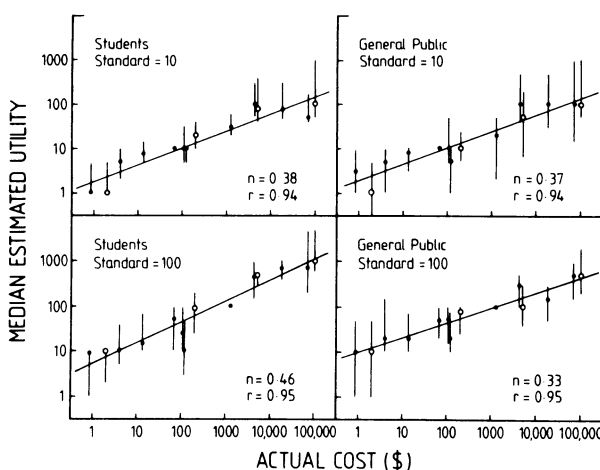 Students
Standard = 10
General Public
Standard = 10
1000
100
10
1
n = 0·38
r = 0.94
n = 0·37
r = 0.94
Students
Standard = 100
General Public
Standard = 100
1000
100
10
1
n = 0·46
r = 0.95
n = 0·33
r = 0.95
1 10 100 1000 10,000 100,000 1 10 100 1000 10,000 100,000
MEDIAN ESTIMATED UTILITY
ACTUAL COST ($)